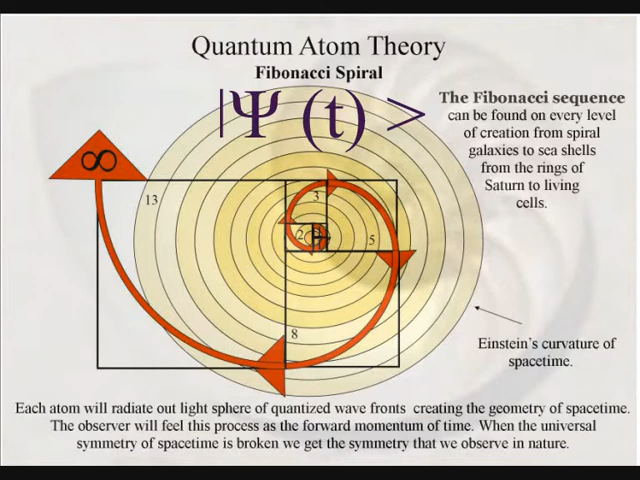 Quantum Atom Theory
Fibonacci Spiral
|Ψ (t) >
The Fibonacci sequence
can be found on every level
of creation from spiral
galaxies to sea shells
from the rings of
Saturn to living
cells.
∞
13
3
2
5
8
Einstein's curvature of
spacetime.
Each atom will radiate out light sphere of quantized wave fronts creating the geometry of spacetime.
The observer will feel this process as the forward momentum of time. When the universal
symmetry of spacetime is broken we get the symmetry that we observe in nature.